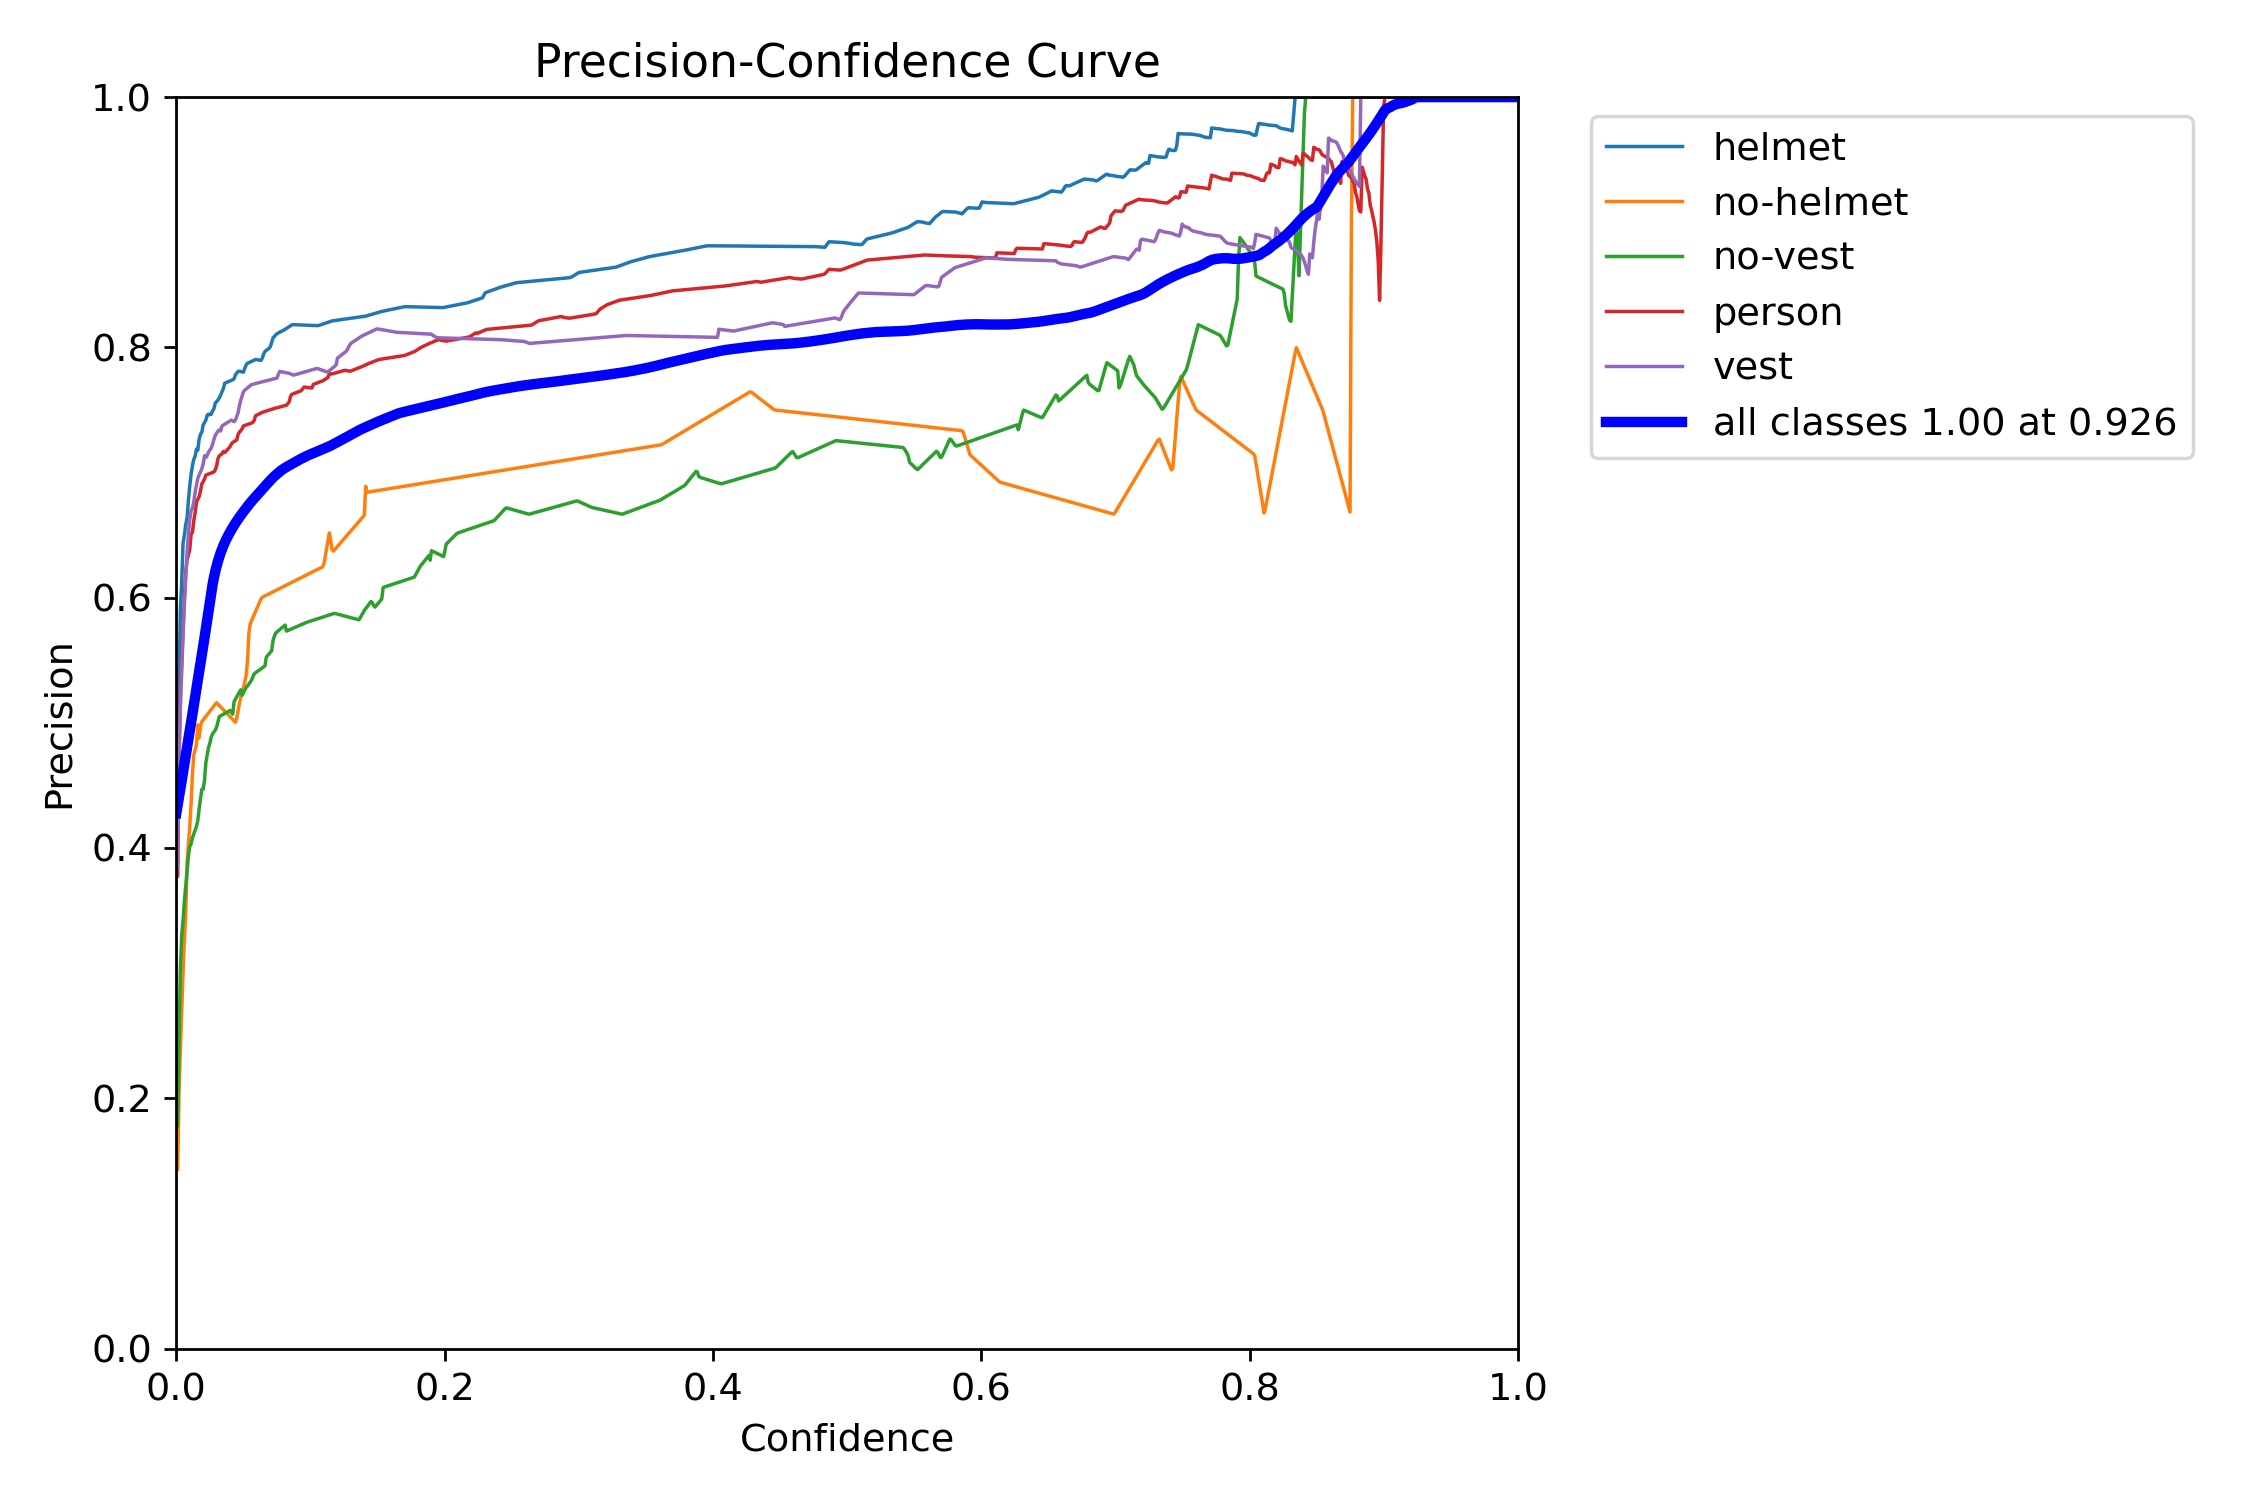 Precision-Confidence Curve
1.0
0.8
0.6
0.4
0.2
0.0
Precision
0.0 0.2 0.4 0.6 0.8 1.0
Confidence
helmet
no-helmet
no-vest
person
vest
all classes 1.00 at 0.926